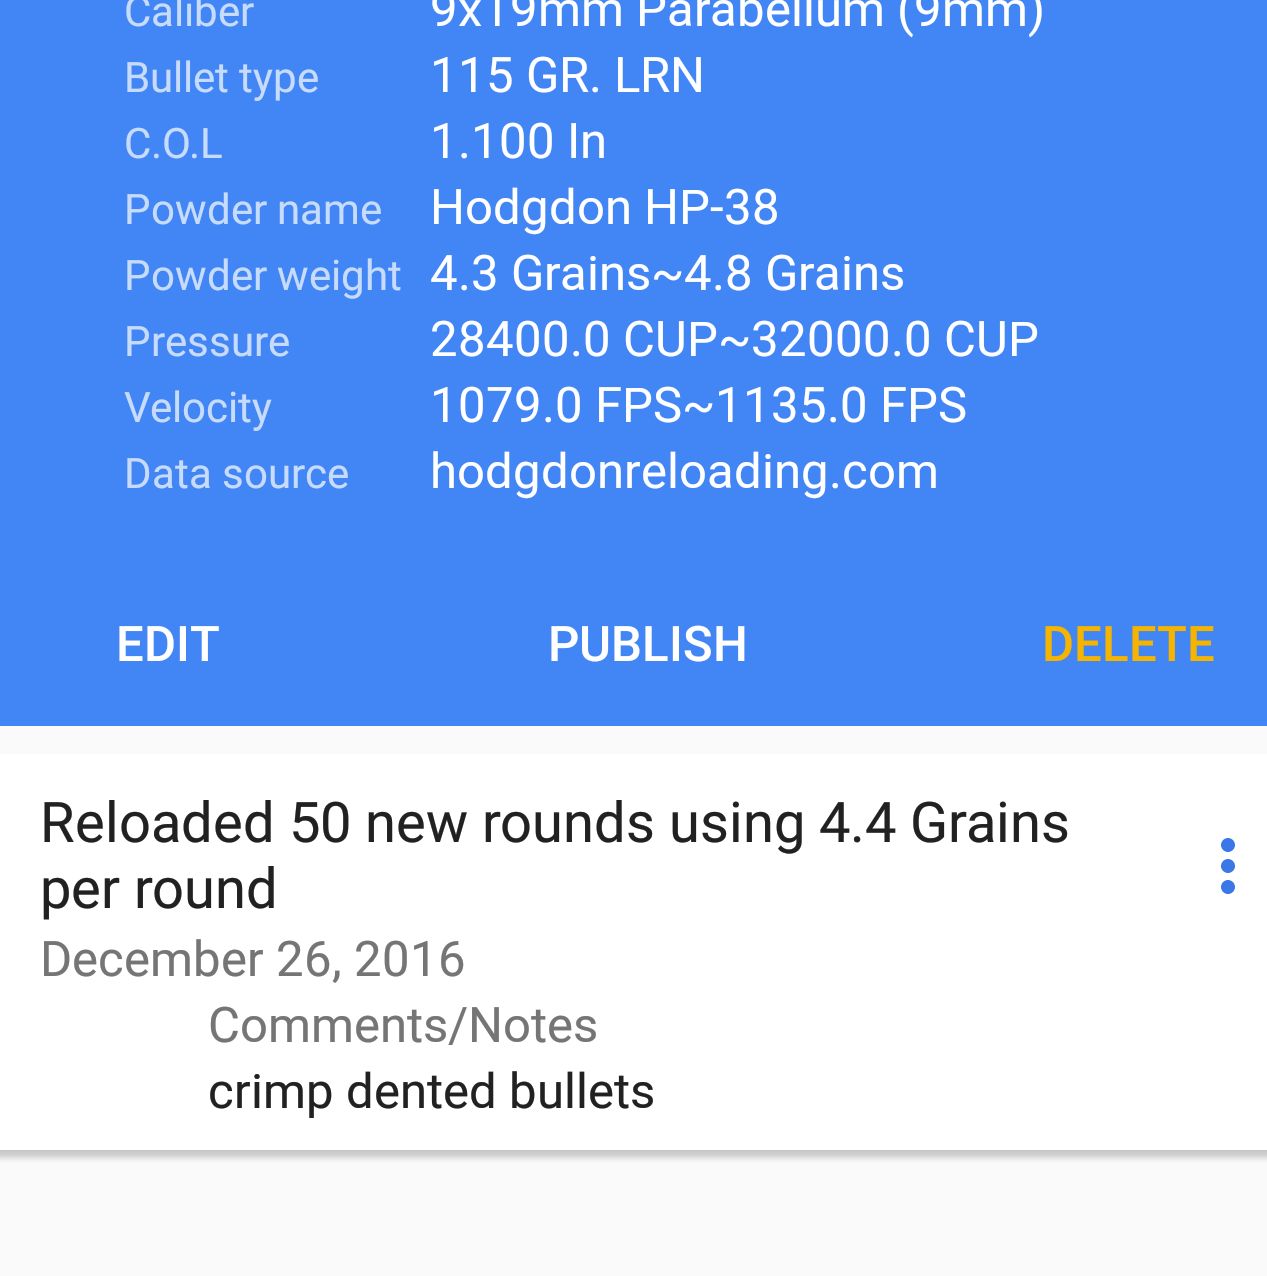 Caliber 9x19mm Parabellum (9mm)
Bullet type 115 GR. LRN
C.O.L 1.100 In
Powder name Hodgdon HP-38
Powder weight 4.3 Grains~4.8 Grains
Pressure 28400.0 CUP~32000.0 CUP
Velocity 1079.0 FPS~1135.0 FPS
Data source hodgdonreloading.com
EDIT PUBLISH DELETE
Reloaded 50 new rounds using 4.4 Grains
per round
December 26, 2016
Comments/Notes
crimp dented bullets